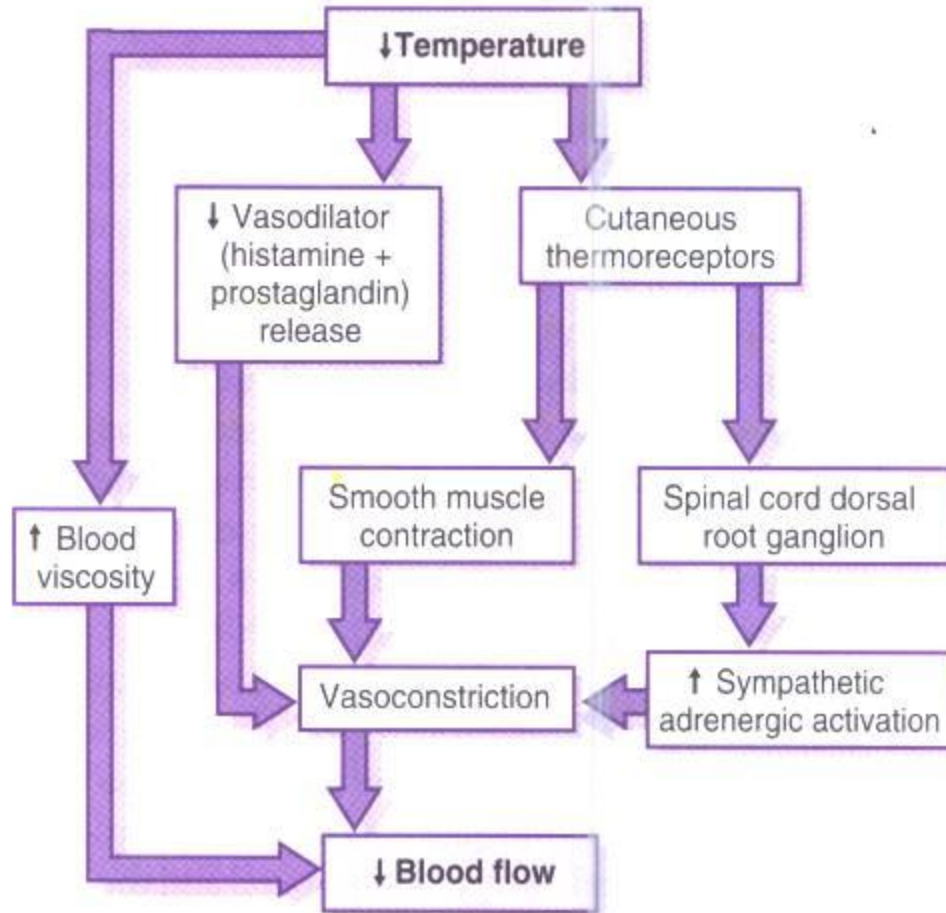 ↓Temperature
↓ Vasodilator
(histamine +
prostaglandin)
release
Cutaneous
thermoreceptors
Smooth muscle
contraction
Spinal cord dorsal
root ganglion
↑ Blood
viscosity
Vasoconstriction
↑ Sympathetic
adrenergic activation
↓Blood flow